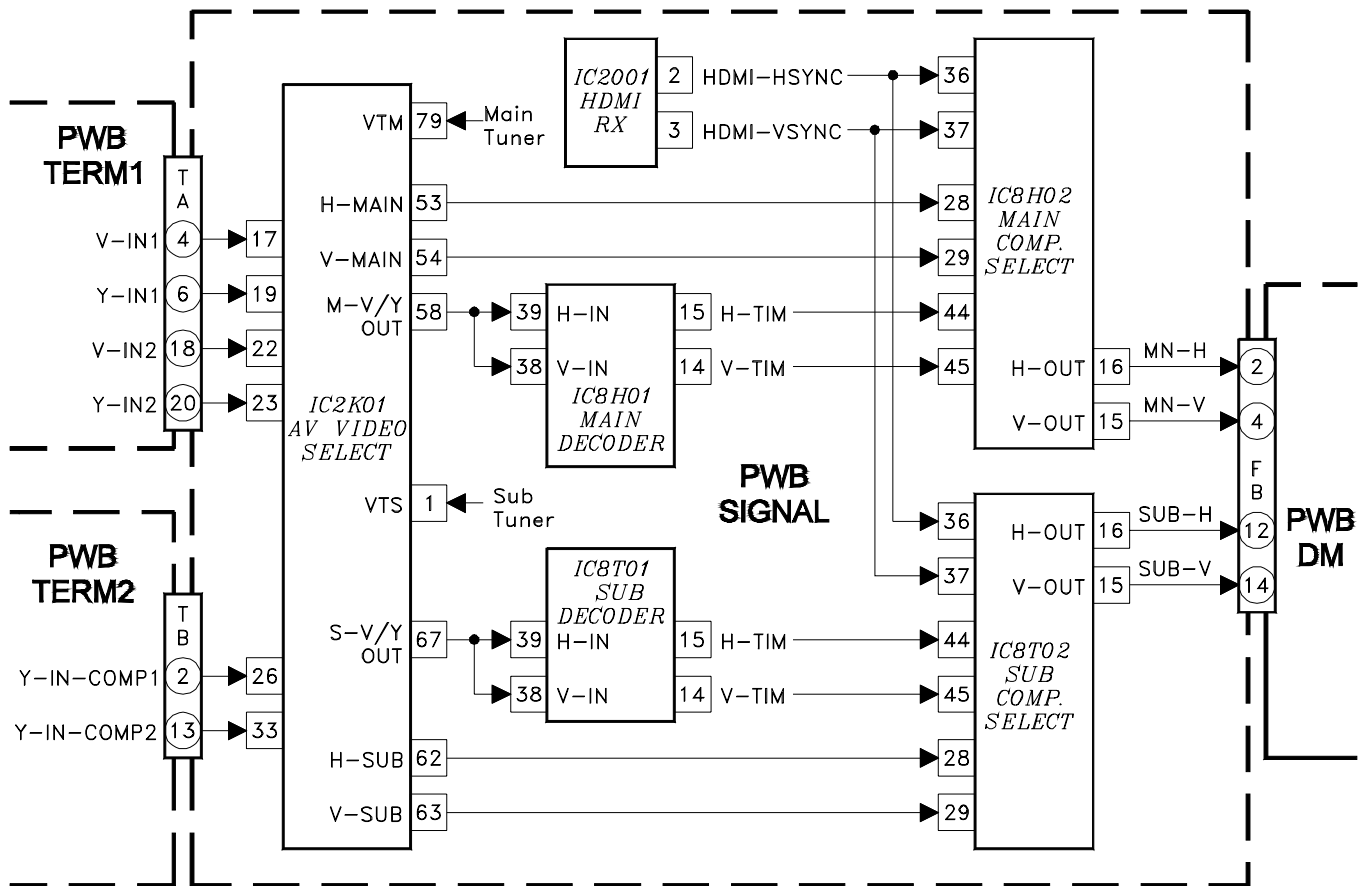 PWB
TERM1
T
A
V-IN1
4
17
Y-IN1
6
19
V-IN2
18
22
Y-IN2
20
23
PWB
TERM2
T
B
Y-IN-COMP1
2
26
Y-IN-COMP2
13
33
IC2K01
AV VIDEO
SELECT
VTM
79
Main
Tuner
H-MAIN
53
V-MAIN
54
M-V/Y
OUT
58
VTS
1
Sub
Tuner
S-V/Y
OUT
67
H-SUB
62
V-SUB
63
IC2001
HDMI
RX
2
HDMI-HSYNC
3
HDMI-VSYNC
39
H-IN
15
H-TIM
38
V-IN
14
V-TIM
IC8H01
MAIN
DECODER
PWB
SIGNAL
IC8T01
SUB
DECODER
39
H-IN
15
H-TIM
38
V-IN
14
V-TIM
36
37
28
29
44
45
IC8H02
MAIN
COMP.
SELECT
H-OUT
16
MN-H
V-OUT
15
MN-V
36
37
44
45
28
29
H-OUT
16
SUB-H
V-OUT
15
SUB-V
IC8T02
SUB
COMP.
SELECT
2
4
F
B
12
14
PWB
DM